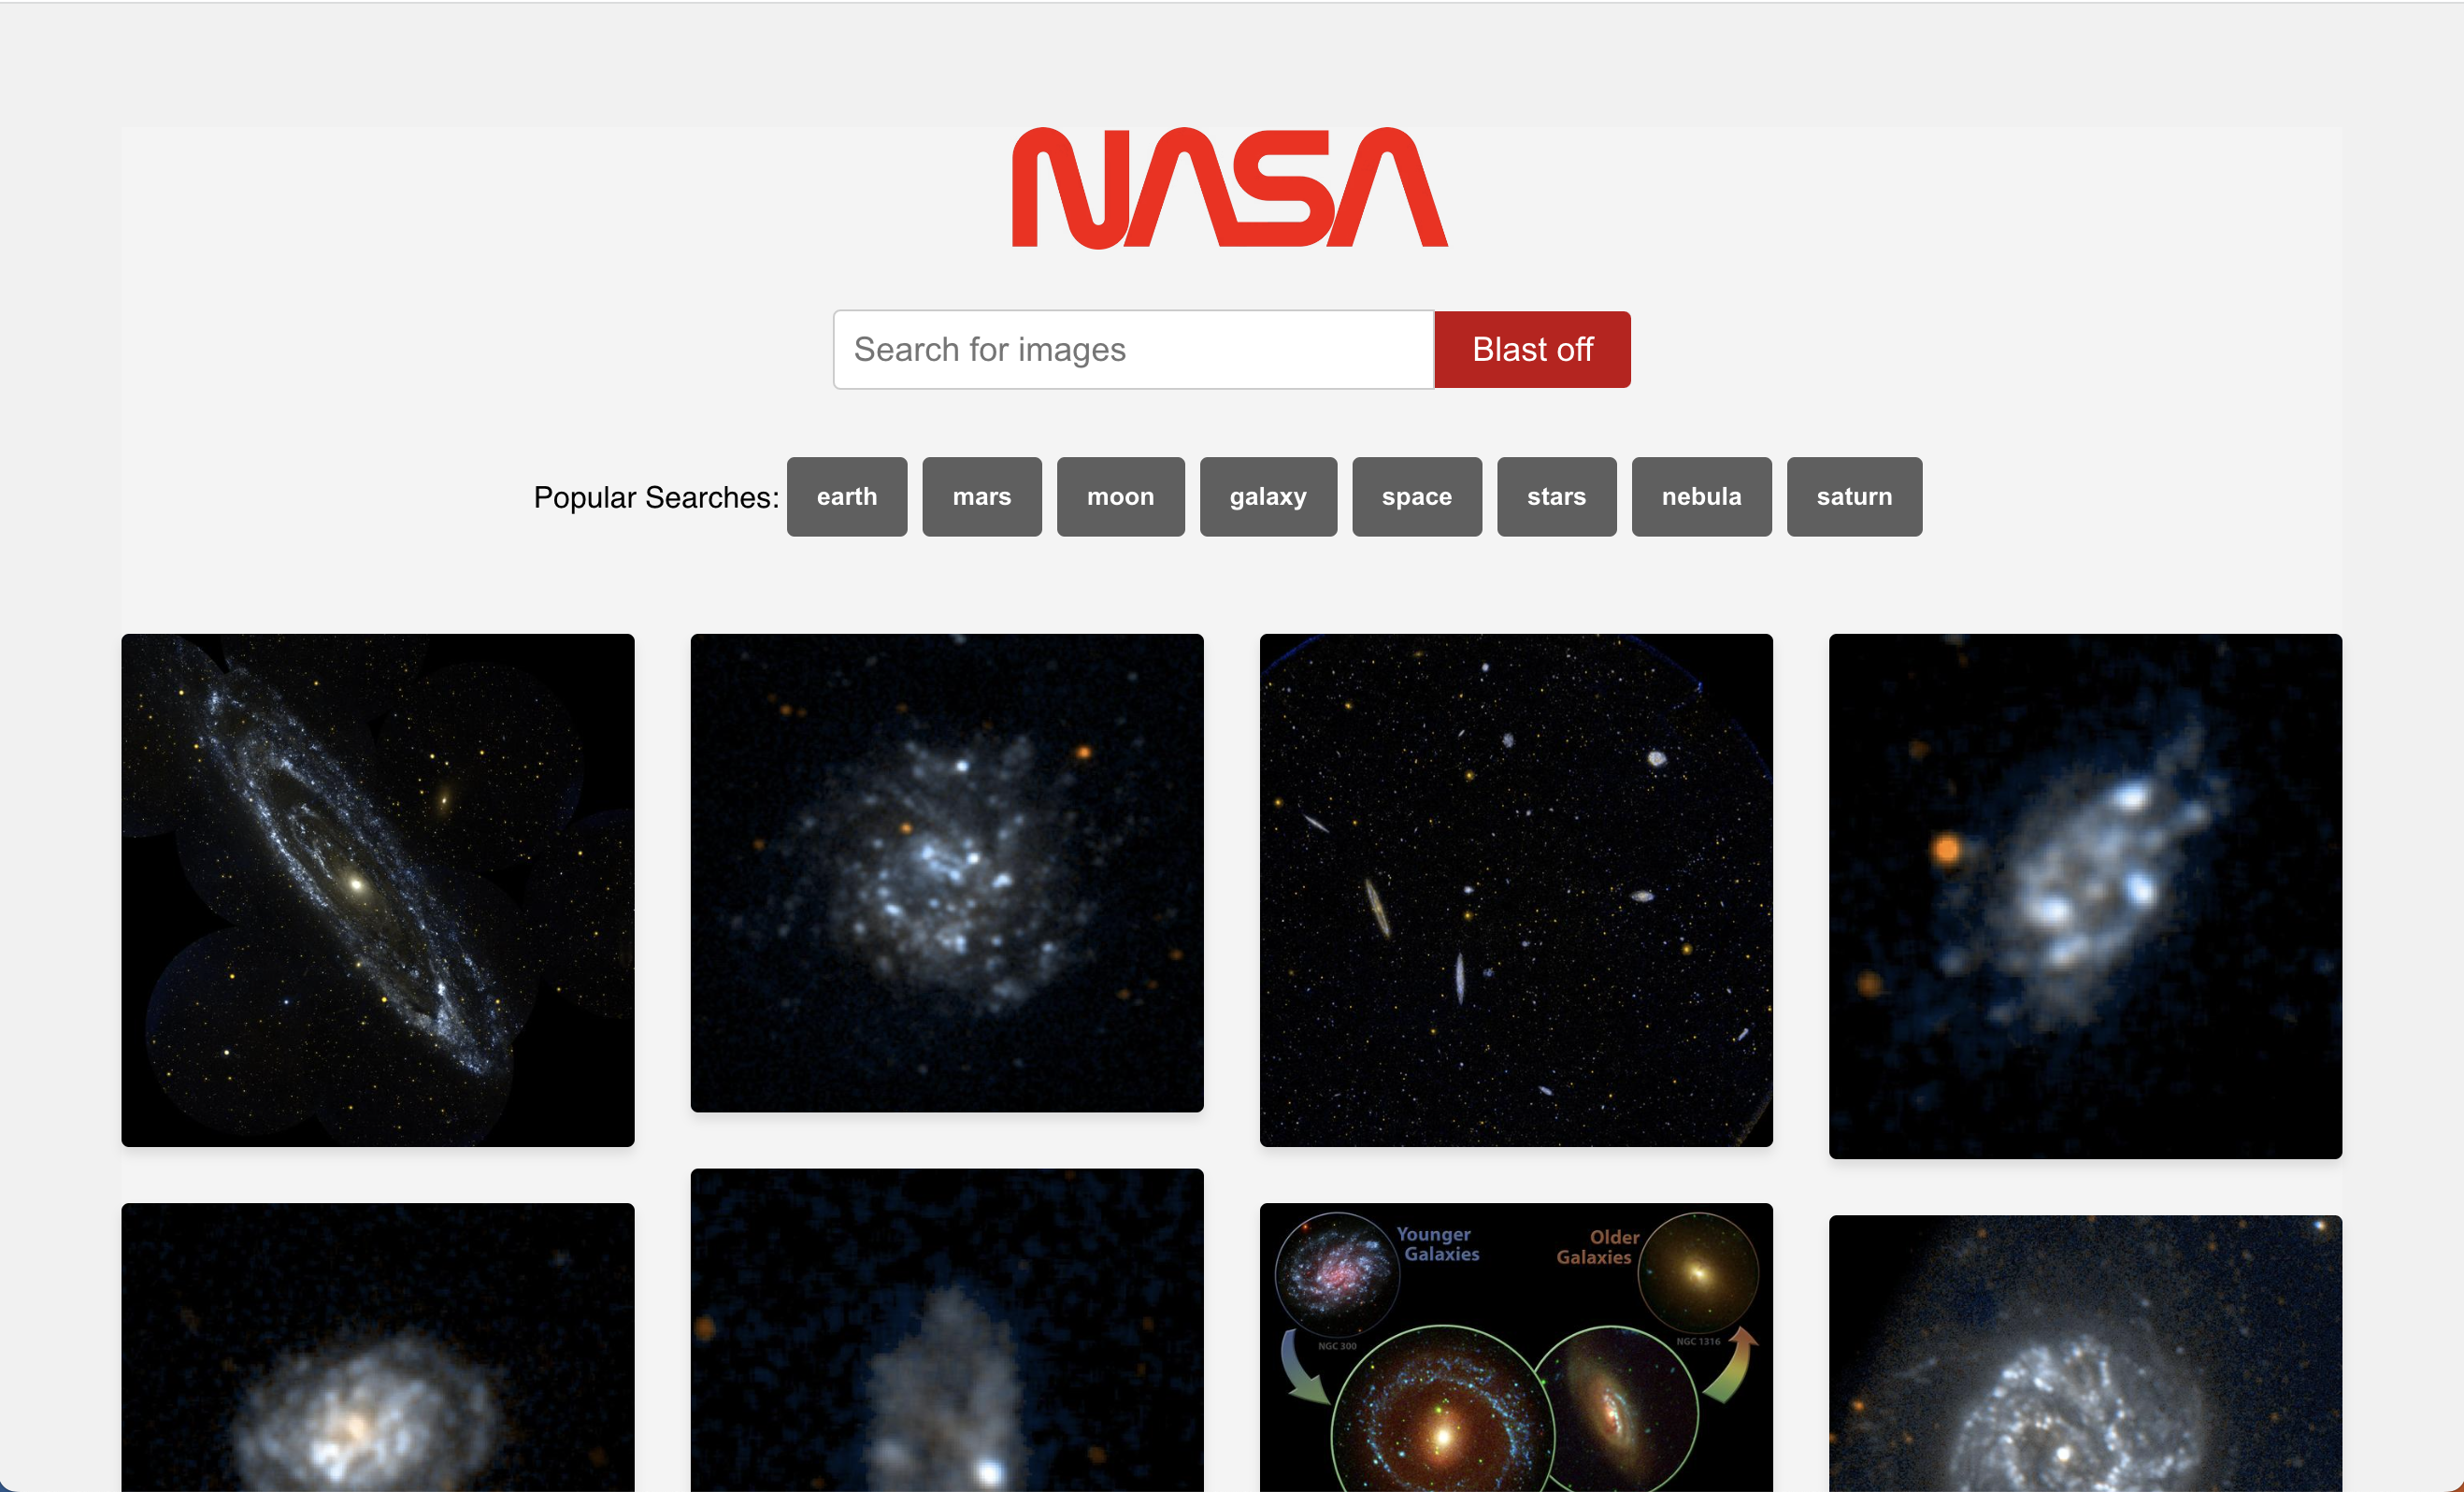 NASA
Search for images
Blast off
Popular Searches:
earth
mars
moon
galaxy
space
stars
nebula
saturn
Younger
Galaxies
Older
Galaxies
NGC 300
NGC 1316